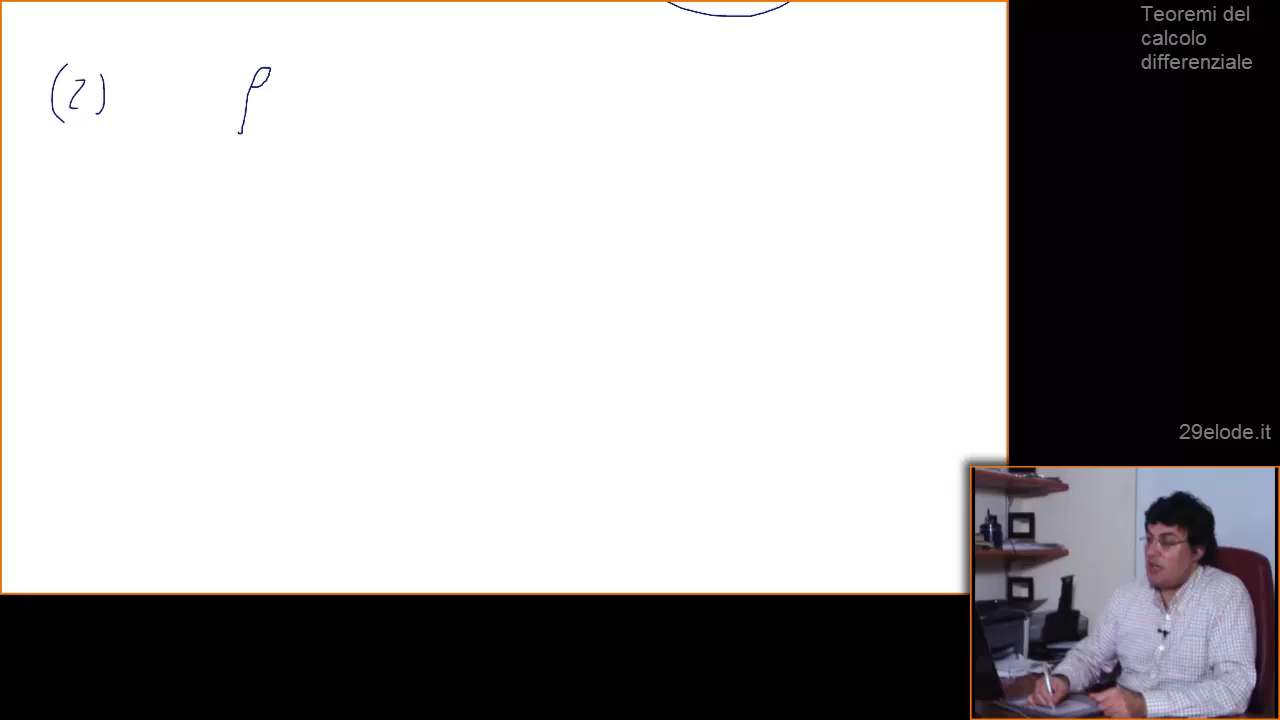 Teoremi del
calcolo
differenziale
(2) f
29elode.it